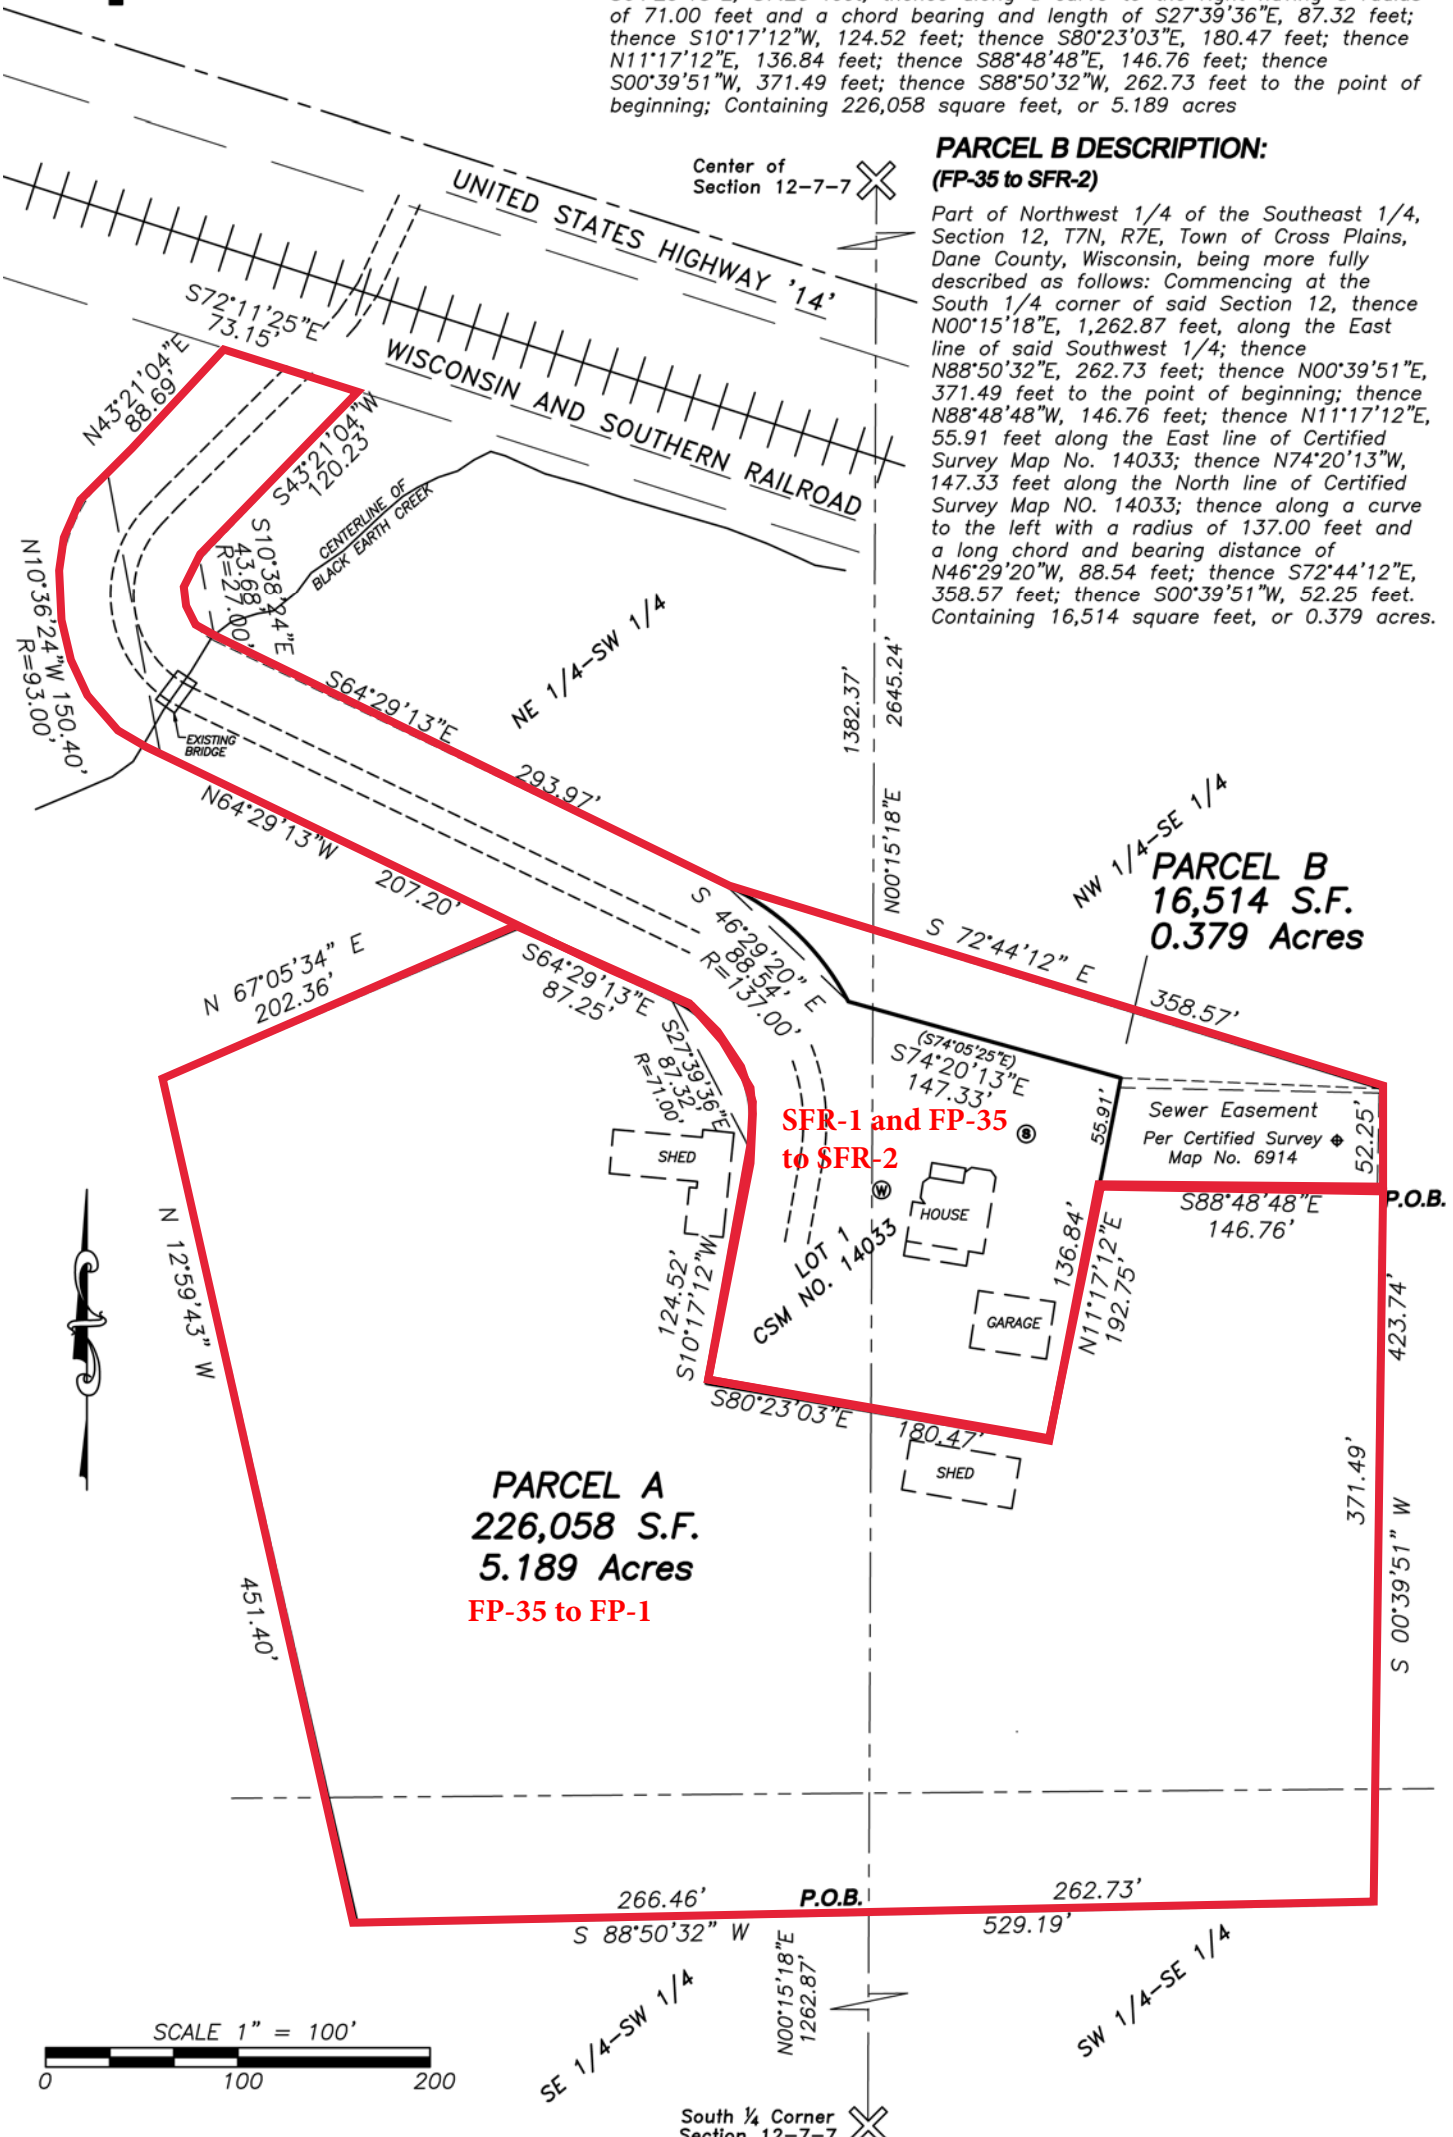 of 71.00 feet and a chord bearing and length of S27°39'36"E, 87.32 feet;
thence S10°17'12"W, 124.52 feet; thence S80°23'03"E, 180.47 feet; thence
N11°17'12"E, 136.84 feet; thence S88°48'48"E, 146.76 feet; thence
S00°39'51"W, 371.49 feet; thence S88°50'32"W, 262.73 feet to the point of
beginning; Containing 226,058 square feet, or 5.189 acres
PARCEL B DESCRIPTION:
(FP-35 to SFR-2)
Part of Northwest 1/4 of the Southeast 1/4,
Section 12, T7N, R7E, Town of Cross Plains,
Dane County, Wisconsin, being more fully
described as follows: Commencing at the
South 1/4 corner of said Section 12, thence
N00°15'18"E, 1,262.87 feet, along the East
line of said Southwest 1/4; thence
N88°50'32"E, 262.73 feet; thence N00°39'51"E,
371.49 feet to the point of beginning; thence
N88°48'48"W, 146.76 feet; thence N11°17'12"E,
55.91 feet along the East line of Certified
Survey Map No. 14033; thence N74°20'13"W,
147.33 feet along the North line of Certified
Survey Map NO. 14033; thence along a curve
to the left with a radius of 137.00 feet and
a long chord and bearing distance of
N46°29'20"W, 88.54 feet; thence S72°44'12"E,
358.57 feet; thence S00°39'51"W, 52.25 feet.
Containing 16,514 square feet, or 0.379 acres.
Center of
Section 12-7-7
UNITED STATES HIGHWAY '14'
WISCONSIN AND SOUTHERN RAILROAD
S72°11'25"E
73.15'
N43°21'04"E
88.69'
S43°21'04"W
120.23'
CENTERLINE OF
BLACK EARTH CREEK
S10°38'24"E
43.68'
R=27.00'
N10°36'24"W 150.40'
R=93.00'
EXISTING
BRIDGE
S64°29'13"E
293.97'
NE 1/4-SW 1/4
1382.37'
2645.24'
N00°15'18"E
NW 1/4-SE 1/4
PARCEL B
16,514 S.F.
0.379 Acres
N64°29'13"W
207.20'
N 67°05'34" E
202.36'
S64°29'13"E
87.25'
S 46°29'20" E
88.54'
R=137.00'
S 72°44'12" E
358.57'
S27°39'36"E
87.32'
R=71.00'
(S74°05'25"E)
S74°20'13"E
147.33'
55.91'
Sewer Easement
Per Certified Survey
Map No. 6914
52.25'
SFR-1 and FP-35
to SFR-2
S
W
SHED
HOUSE
S88°48'48"E
146.76'
P.O.B.
LOT 1
CSM NO. 14033
GARAGE
136.84'
N11°17'12"E
192.75'
124.52'
S10°17'12"W
S80°23'03"E
180.47'
SHED
N 12°59'43" W
451.40'
423.74'
371.49'
S 00°39'51" W
PARCEL A
226,058 S.F.
5.189 Acres
FP-35 to FP-1
266.46'
P.O.B.
262.73'
S 88°50'32" W
529.19'
N00°15'18"E
1262.87'
SE 1/4-SW 1/4
SW 1/4-SE 1/4
SCALE 1" = 100'
0 100 200
South ¼ Corner
Section 12-7-7